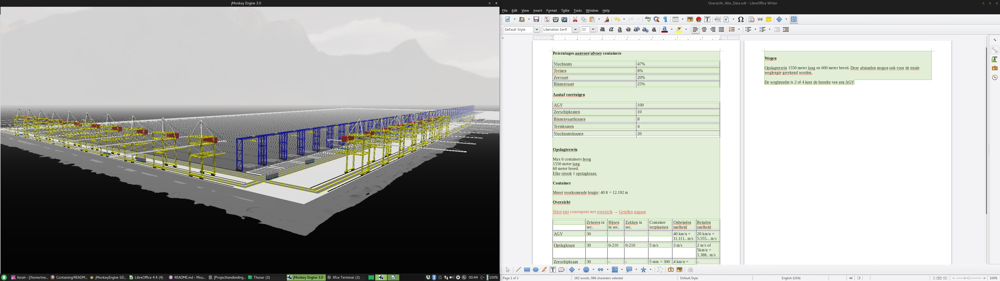 jMonkey Engine 3.0
Overzicht_Alle_Data.odt - LibreOffice Writer
File Edit View Insert Format Table Tools Window Help
Default Style Liberation Serif 12
Percentages aanvoer/afvoer containers
Vrachtauto 47%
Treinen 8%
Zeevaart 20%
Binnenvaart 25%
Aantal voertuigen
AGV 100
Zeeschipkranen 10
Binnenvaartkranen 8
Treinkranen 4
Vrachtautokranen 20
Opslagterrein
Max 6 containers hoog
1550 meter lang
60 meter breed.
Elke strook 1 opslagkraan.
Container
Meest voorkomende lengte: 40 ft = 12.192 m
Overzicht
Tekst niet consequent met overzicht → Getallen nagaan
Zekeren in sec. Hijsen in sec. Zakken in sec. Container verplaatsen Onbeladen snelheid Beladen snelheid
AGV 30 40 km/u = 11.111.. m/s 20 km/u = 5.555... m/s
Opslagkraan 30 0-210 0-210 5 m/s 3 m/s 2 m/s of 5km/u = 1.388.. m/s
Zeeschipkraan 30 - - 5 min = 300 4 km/u = -
Wegen
Opslagterrein 1550 meter lang en 600 meter breed. Deze afstanden mogen ook voor de totale
weglengte gerekend worden.
De wegbreedte is 2 of 4 keer de breedte van een AGV
Page 1 of 2 182 words, 986 characters selected Default Style English (USA) 100%
Astah - [/home/me... Containing/READM... jMonkeyEngine SD... LibreOffice 4.4 (4) README.md - Mou... [Projecthandleiding... Thunar (3) jMonkey Engine 3.0 Xfce Terminal (2) 00:44 100%